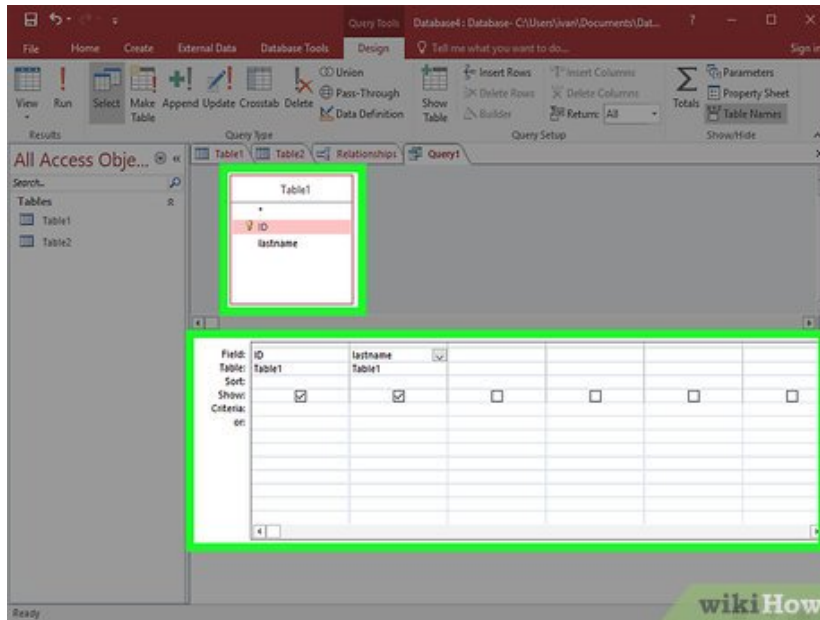 Query Tools Database4 : Database- C:\Users\ivan\Documents\Dat... ?
File Home Create External Data Database Tools Design Tell me what you want to do... Sign in
View Run Select Make Table Append Update Crosstab Delete
Union
Pass-Through
Data Definition
Show Table
Insert Rows
Delete Rows
Builder
Insert Columns
Delete Columns
Return: All
Totals
Parameters
Property Sheet
Table Names
Results Query Type Query Setup Show/Hide
All Access Obje...
Search...
Tables
Table1
Table2
Table1 Table2 Relationships Query1
Table1
*
ID
lastname
Field: ID lastname
Table: Table1 Table1
Sort:
Show:
Criteria:
or:
Ready
wikiHow